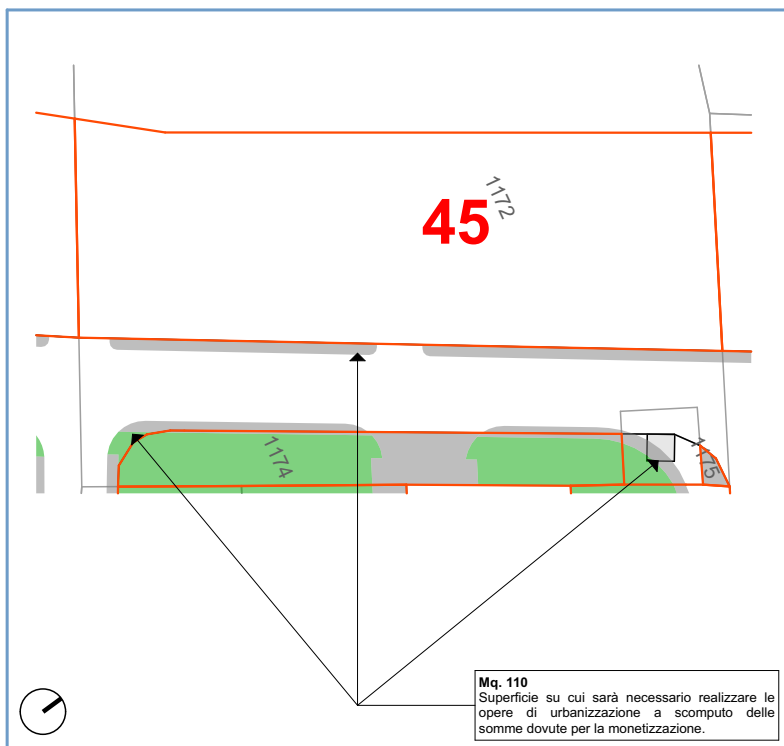 1172
45
1174
1175
Mq. 110
Superficie su cui sarà necessario realizzare le
opere di urbanizzazione a scomputo delle
somme dovute per la monetizzazione.